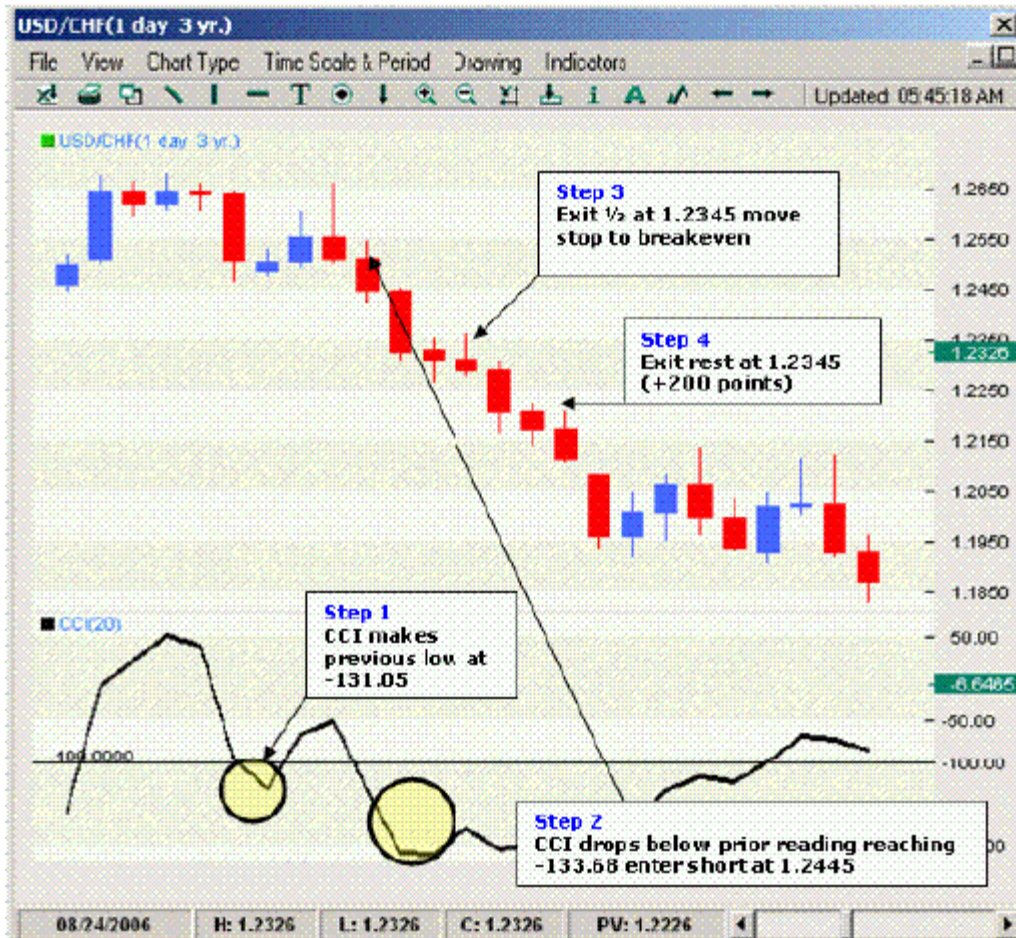 USD/CHF(1 day 3 yr.)
File View Chart Type Time Scale & Period Drawing Indicators
T i A Updated 05:45:18 AM
USD/CHF(1 day 3 yr.)
1.2650
Step 3
Exit ½ at 1.2345 move
stop to breakeven
1.2550
1.2450
1.2326
Step 4
Exit rest at 1.2345
(+200 points)
1.2250
1.2150
1.2050
1.1950
1.1850
CCI(20)
Step 1
CCI makes
previous low at
-131.05
50.00
-6.6465
-50.00
100.0000
-100.00
Step 2
CCI drops below prior reading reaching
-133.68 enter short at 1.2445
08/24/2006 H: 1.2326 L: 1.2326 C: 1.2326 PV: 1.2226